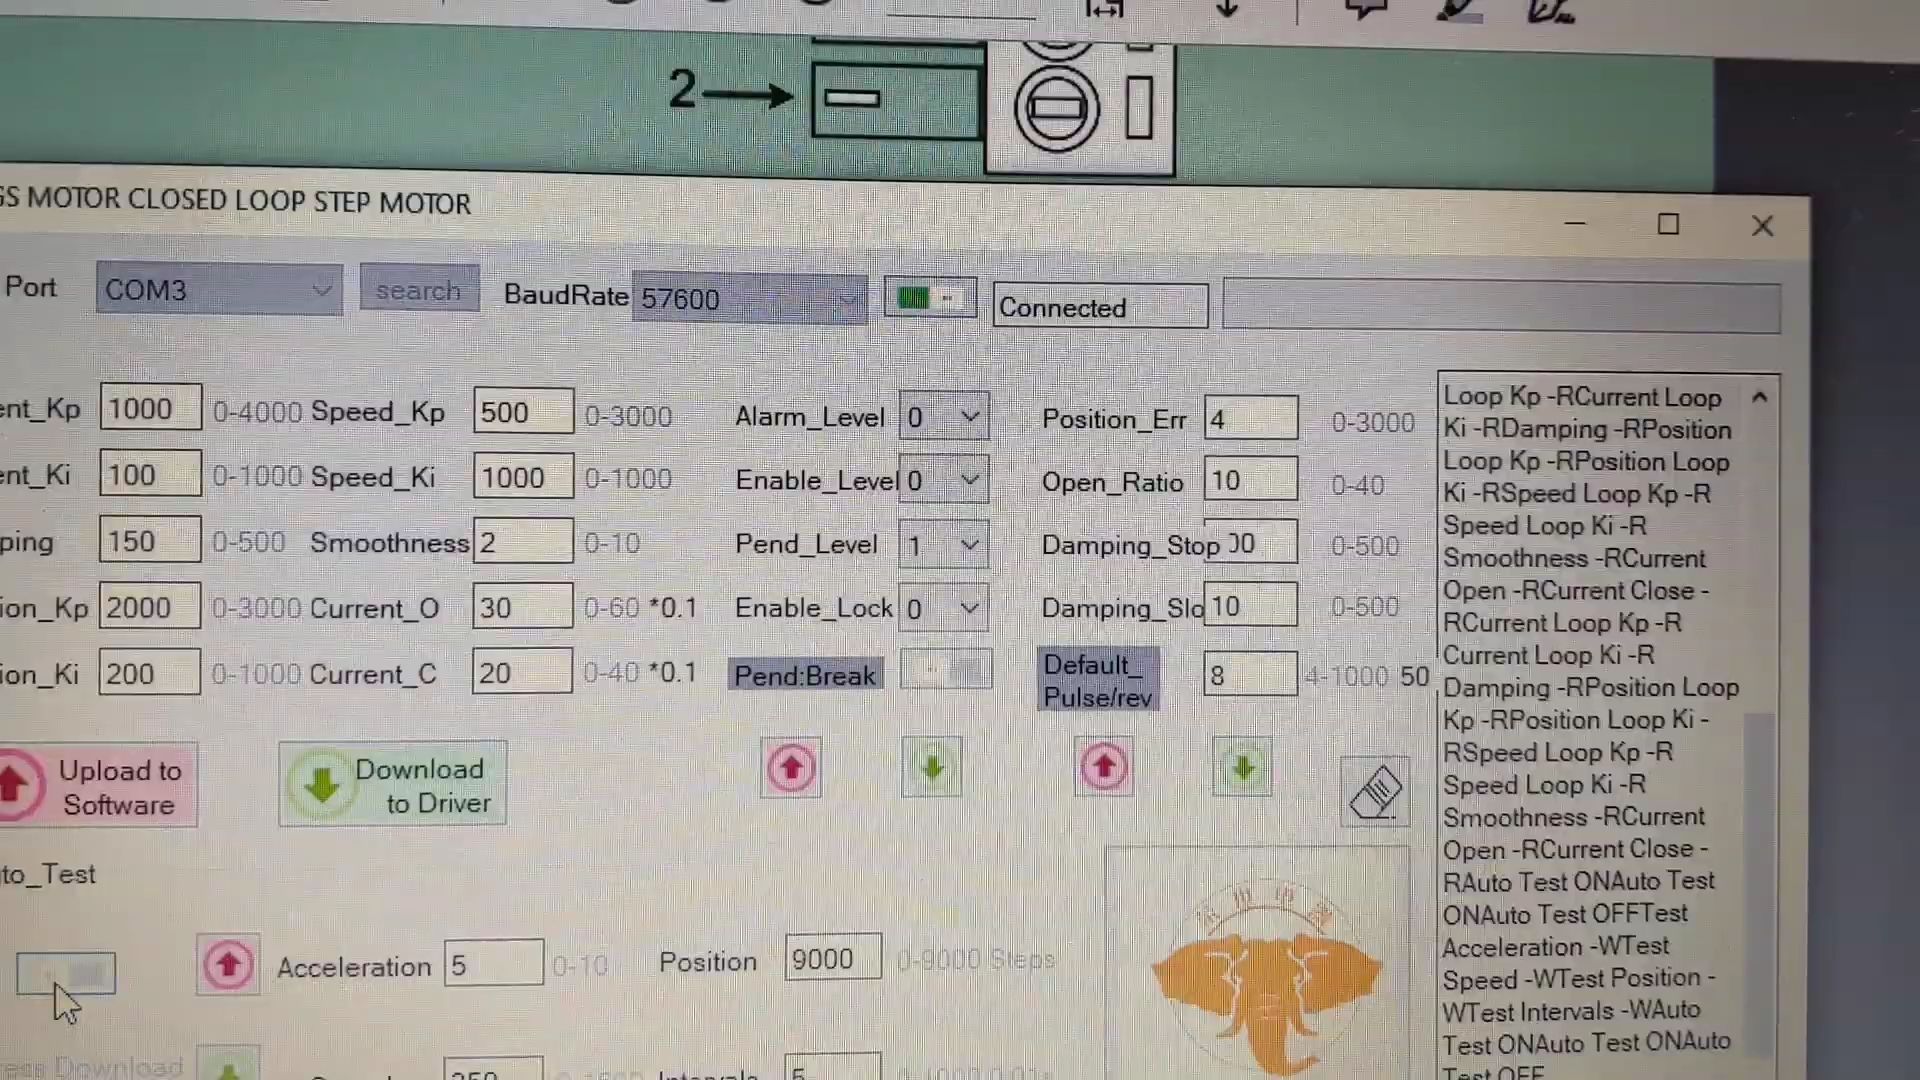 2
GS MOTOR CLOSED LOOP STEP MOTOR
Port COM3 search BaudRate 57600 Connected
ent_Kp 1000 0-4000 Speed_Kp 500 0-3000 Alarm_Level 0 Position_Err 4 0-3000
ent_Ki 100 0-1000 Speed_Ki 1000 0-1000 Enable_Level 0 Open_Ratio 10 0-40
ping 150 0-500 Smoothness 2 0-10 Pend_Level 1 Damping_Stop 00 0-500
ion_Kp 2000 0-3000 Current_O 30 0-60 *0.1 Enable_Lock 0 Damping_Slo 10 0-500
ion_Ki 200 0-1000 Current_C 20 0-40 *0.1 Pend:Break Default_ Pulse/rev 8 4-1000 50
Upload to
Software
Download
to Driver
to_Test
Acceleration 5 0-10 Position 9000 0-9000 Steps
ess Download
Loop Kp -RCurrent Loop
Ki -RDamping -RPosition
Loop Kp -RPosition Loop
Ki -RSpeed Loop Kp -R
Speed Loop Ki -R
Smoothness -RCurrent
Open -RCurrent Close -
RCurrent Loop Kp -R
Current Loop Ki -R
Damping -RPosition Loop
Kp -RPosition Loop Ki -
RSpeed Loop Kp -R
Speed Loop Ki -R
Smoothness -RCurrent
Open -RCurrent Close -
RAuto Test ONAuto Test
ONAuto Test OFFTest
Acceleration -WTest
Speed -WTest Position -
WTest Intervals -WAuto
Test ONAuto Test ONAuto
Test OFF